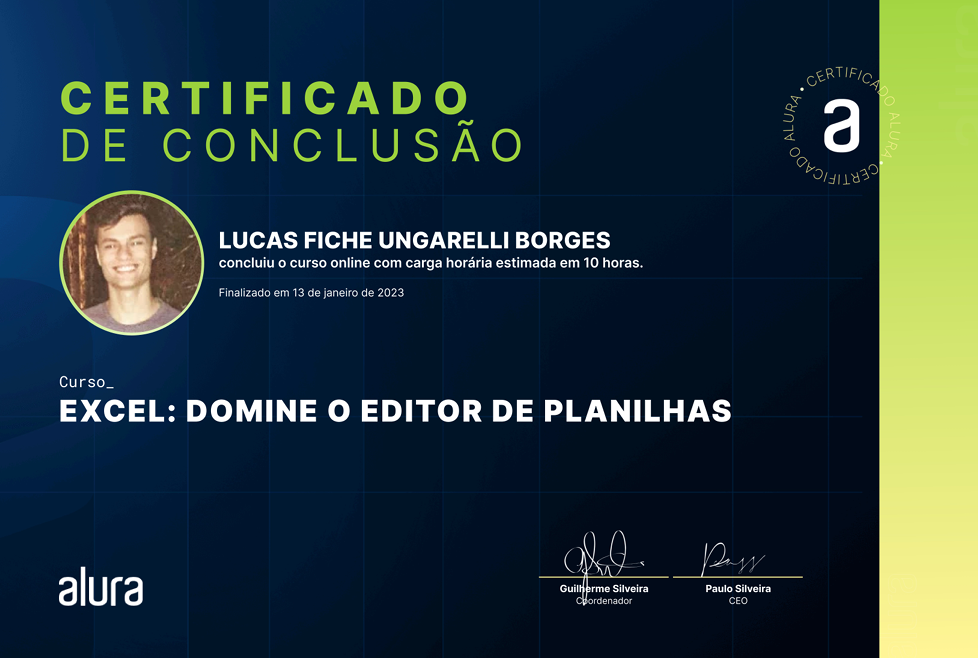 CERTIFICADO
DE CONCLUSÃO
CERTIFICADO ALURA • CERTIFICADO ALURA •
a
LUCAS FICHE UNGARELLI BORGES
concluiu o curso online com carga horária estimada em 10 horas.
Finalizado em 13 de janeiro de 2023
Curso_
EXCEL: DOMINE O EDITOR DE PLANILHAS
alura
Guilherme Silveira
Coordenador
Paulo Silveira
CEO